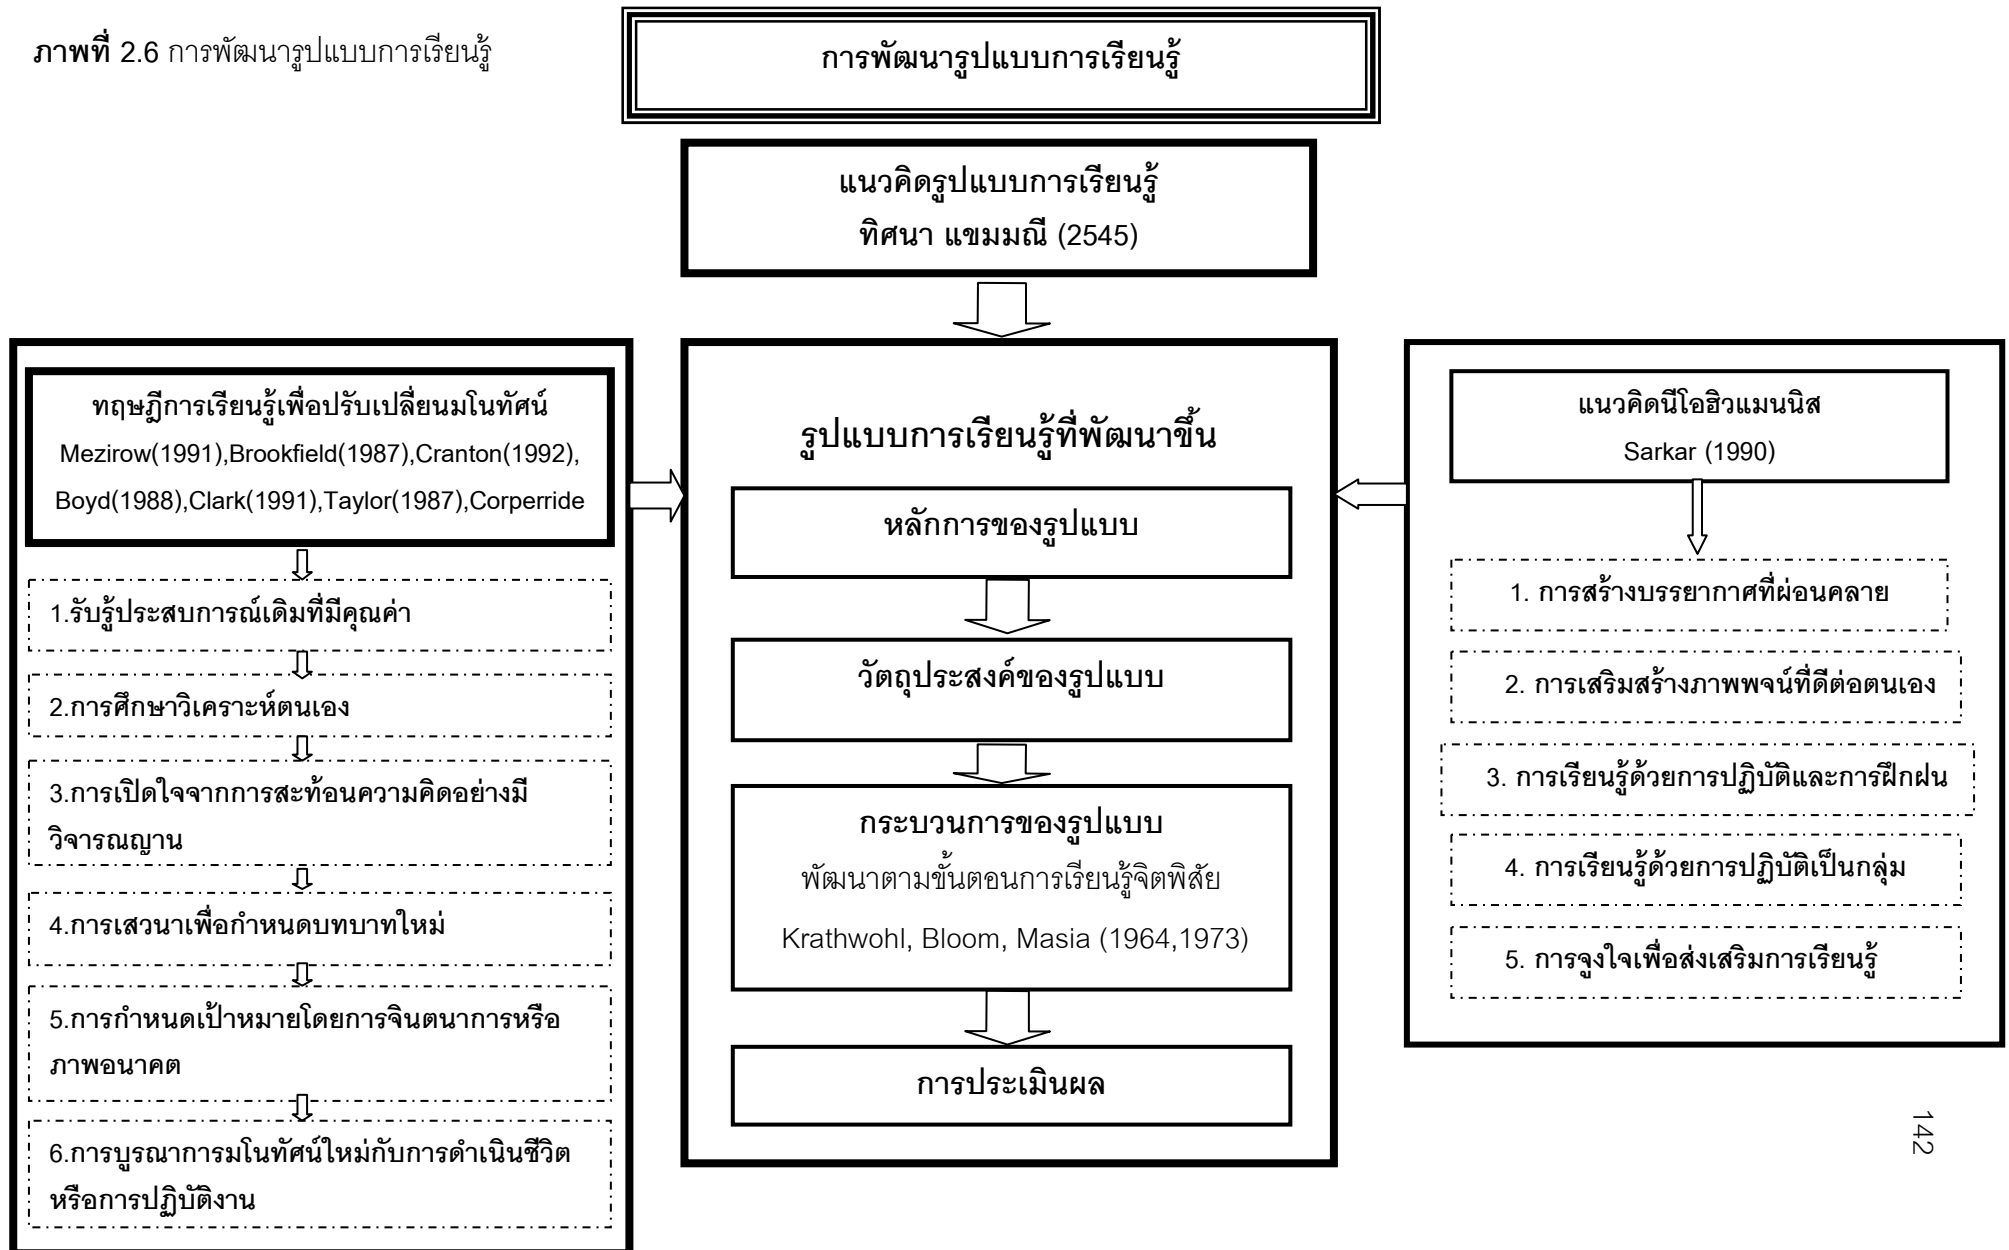 ภาพที่ 2.6 การพัฒนารูปแบบการเรียนรู้
การพัฒนารูปแบบการเรียนรู้
แนวคิดรูปแบบการเรียนรู้
ทิศนา แขมมณี (2545)
ทฤษฎีการเรียนรู้เพื่อปรับเปลี่ยนมโนทัศน์
Mezirow(1991),Brookfield(1987),Cranton(1992),
Boyd(1988),Clark(1991),Taylor(1987),Corperride
1.รับรู้ประสบการณ์เดิมที่มีคุณค่า
2.การศึกษาวิเคราะห์ตนเอง
3.การเปิดใจจากการสะท้อนความคิดอย่างมี
วิจารณญาน
4.การเสวนาเพื่อกำหนดบทบาทใหม่
5.การกำหนดเป้าหมายโดยการจินตนาการหรือ
ภาพอนาคต
6.การบูรณาการมโนทัศน์ใหม่กับการดำเนินชีวิต
หรือการปฏิบัติงาน
รูปแบบการเรียนรู้ที่พัฒนาขึ้น
หลักการของรูปแบบ
วัตถุประสงค์ของรูปแบบ
กระบวนการของรูปแบบ
พัฒนาตามขั้นตอนการเรียนรู้จิตพิสัย
Krathwohl, Bloom, Masia (1964,1973)
การประเมินผล
แนวคิดนีโอฮิวแมนนิส
Sarkar (1990)
1. การสร้างบรรยากาศที่ผ่อนคลาย
2. การเสริมสร้างภาพพจน์ที่ดีต่อตนเอง
3. การเรียนรู้ด้วยการปฏิบัติและการฝึกฝน
4. การเรียนรู้ด้วยการปฏิบัติเป็นกลุ่ม
5. การจูงใจเพื่อส่งเสริมการเรียนรู้
142